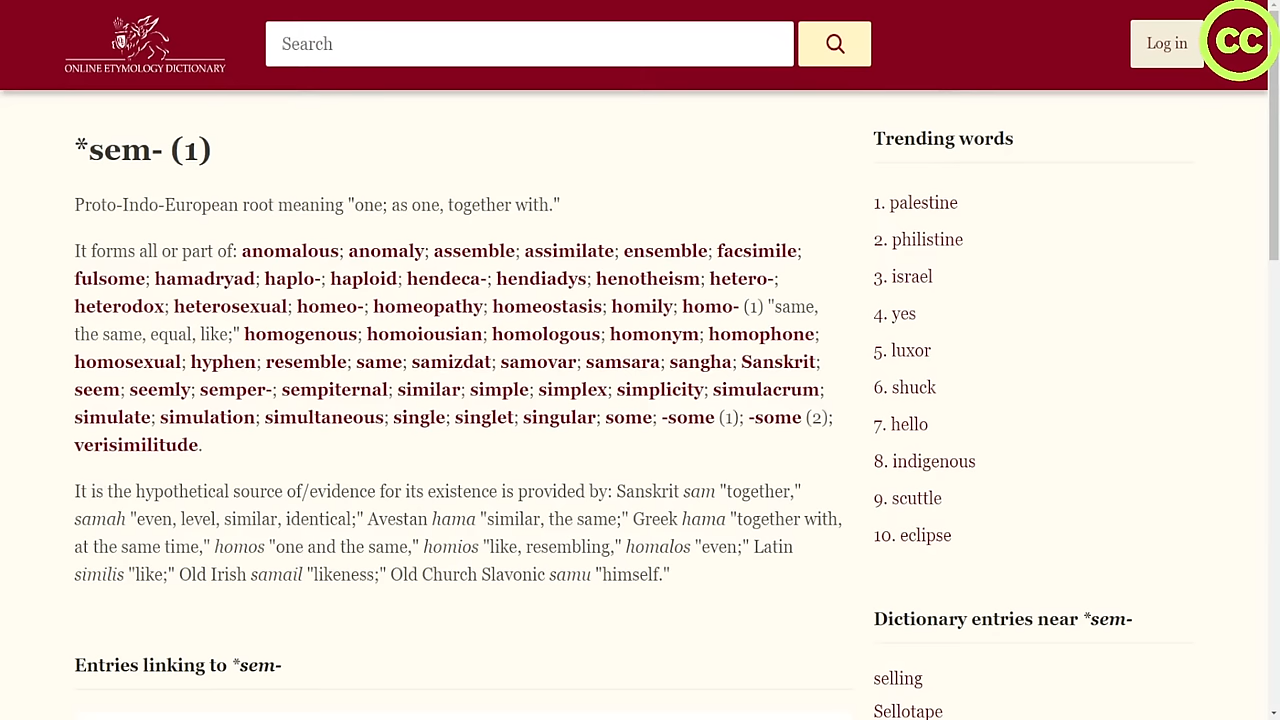 ONLINE ETYMOLOGY DICTIONARY
Search
Log in
CC
*sem- (1)
Proto-Indo-European root meaning "one; as one, together with."
It forms all or part of: anomalous; anomaly; assemble; assimilate; ensemble; facsimile;
fulsome; hamadryad; haplo-; haploid; hendeca-; hendiadys; henotheism; hetero-;
heterodox; heterosexual; homeo-; homeopathy; homeostasis; homily; homo- (1) "same,
the same, equal, like;" homogenous; homoiousian; homologous; homonym; homophone;
homosexual; hyphen; resemble; same; samizdat; samovar; samsara; sangha; Sanskrit;
seem; seemly; semper-; sempiternal; similar; simple; simplex; simplicity; simulacrum;
simulate; simulation; simultaneous; single; singlet; singular; some; -some (1); -some (2);
verisimilitude.
It is the hypothetical source of/evidence for its existence is provided by: Sanskrit sam "together,"
samah "even, level, similar, identical;" Avestan hama "similar, the same;" Greek hama "together with,
at the same time," homos "one and the same," homios "like, resembling," homalos "even;" Latin
similis "like;" Old Irish samail "likeness;" Old Church Slavonic samu "himself."
Entries linking to *sem-
Trending words
1. palestine
2. philistine
3. israel
4. yes
5. luxor
6. shuck
7. hello
8. indigenous
9. scuttle
10. eclipse
Dictionary entries near *sem-
selling
Sellotape